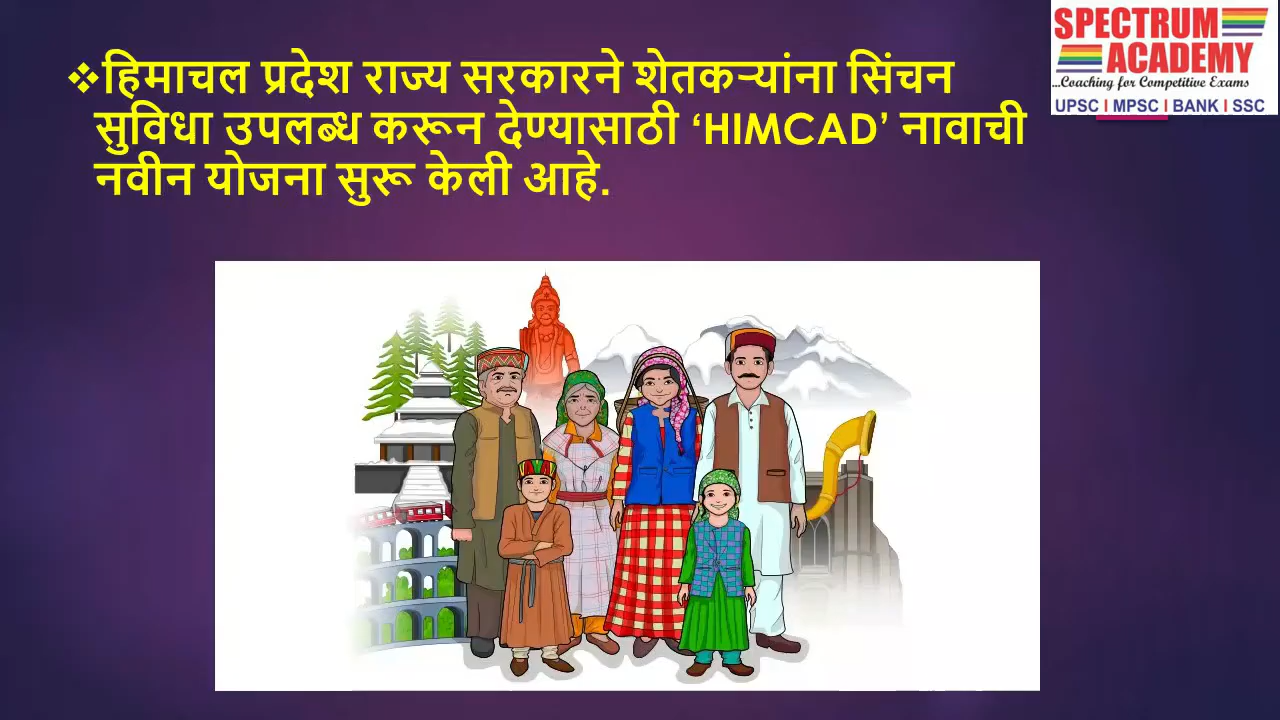 ❖हिमाचल प्रदेश राज्य सरकारने शेतकऱ्यांना सिंचन
सुविधा उपलब्ध करून देण्यासाठी ‘HIMCAD’ नावाची
नवीन योजना सुरू केली आहे.
SPECTRUM
ACADEMY
...Coaching for Competitive Exams
UPSC I MPSC I BANK I SSC